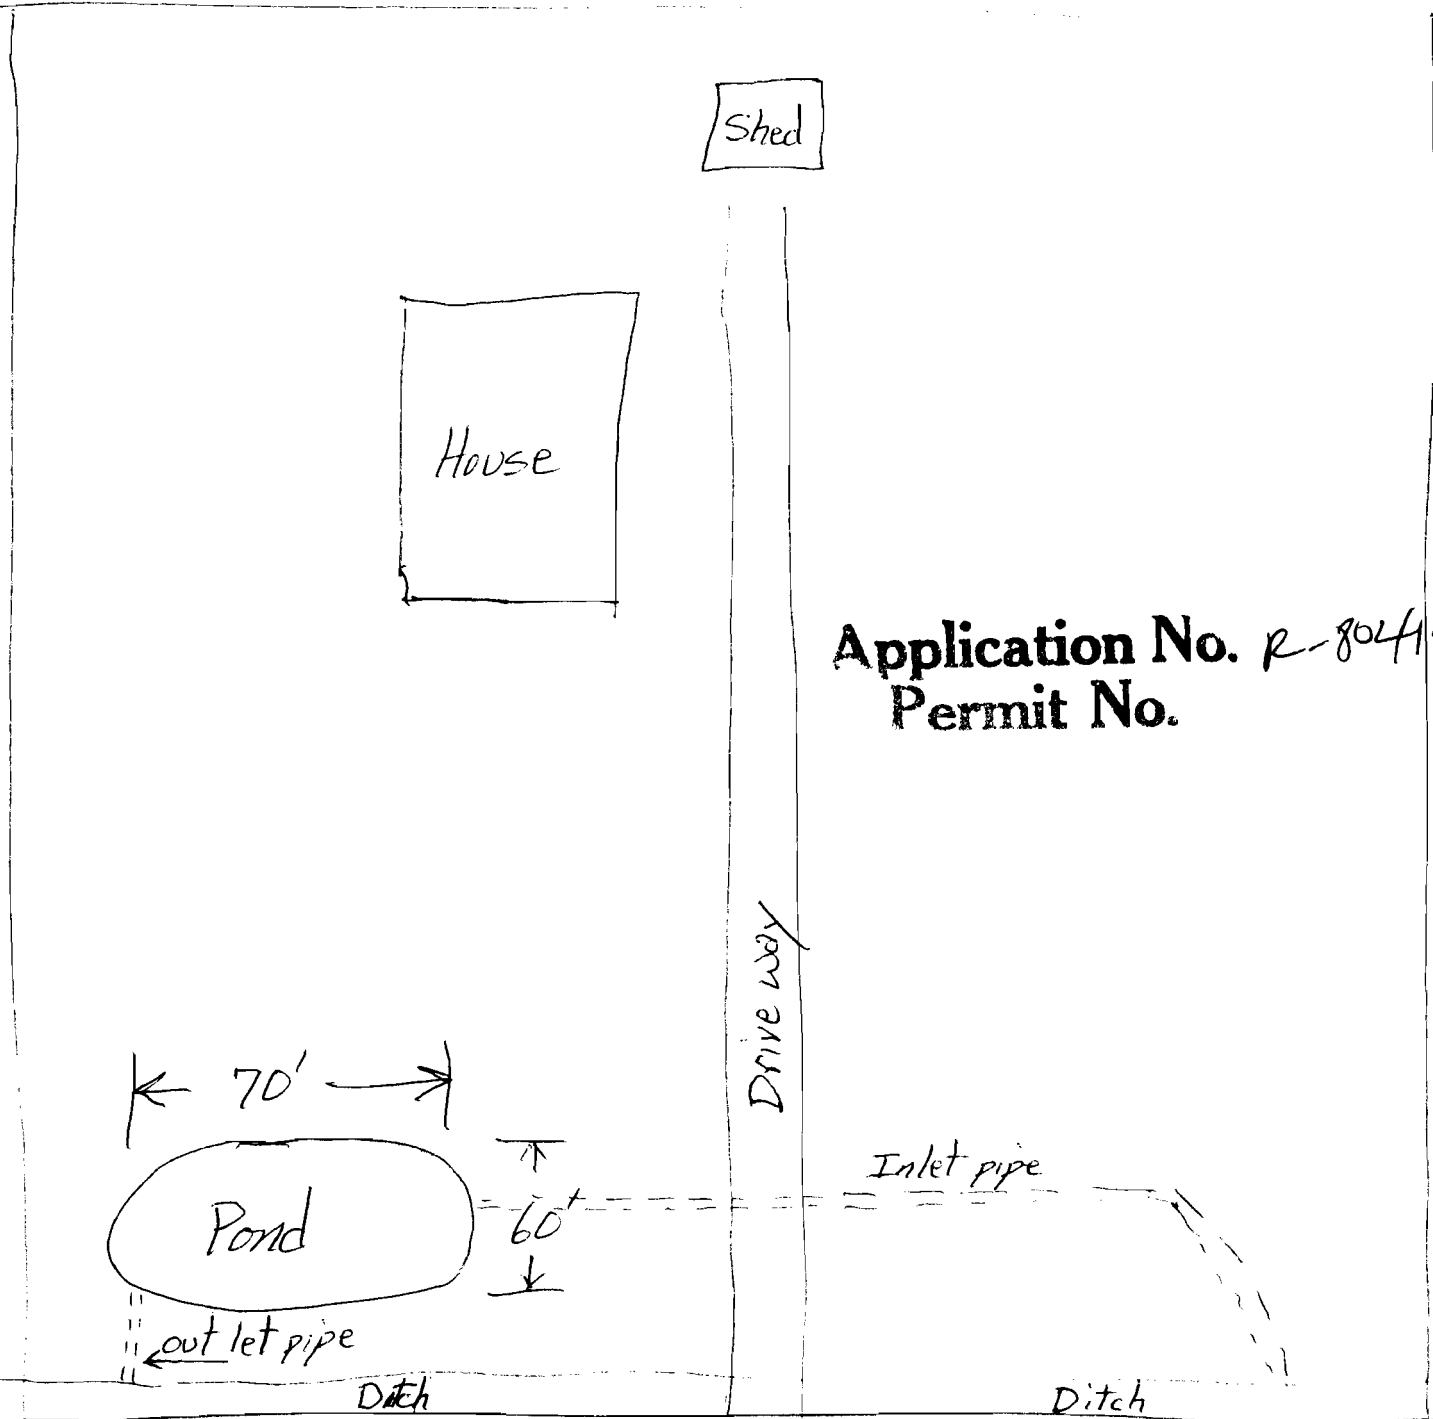 Shed
House
Application No. R-8041
Permit No.
Drive way
70'
Inlet pipe
60'
Pond
out let pipe
Ditch
Ditch